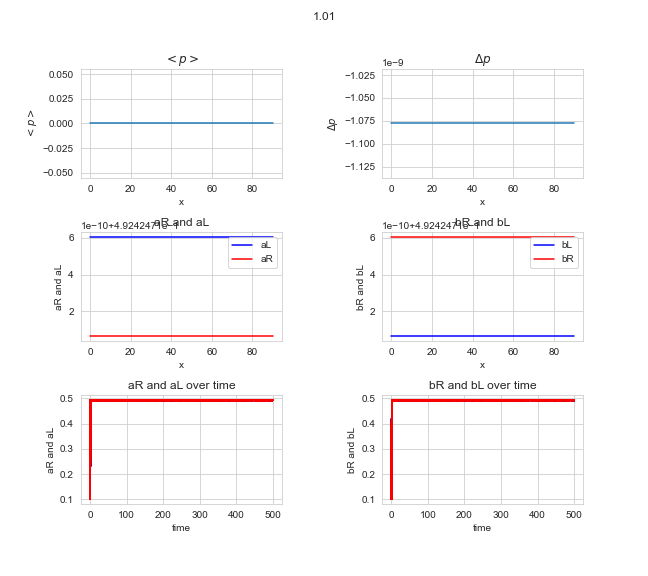 1.01
< p >
Δp
1e−9
0.050
0.025
0.000
−0.025
−0.050
< p >
0 20 40 60 80
x
−1.025
−1.050
−1.075
−1.100
−1.125
Δp
0 20 40 60 80
x
aR and aL
1e−10+4.9242471e−1
6
4
2
aR and aL
aL
aR
0 20 40 60 80
x
bR and bL
1e−10+4.9242471e−1
6
4
2
bR and bL
bL
bR
0 20 40 60 80
x
aR and aL over time
0.5
0.4
0.3
0.2
0.1
aR and aL
0 100 200 300 400 500
time
bR and bL over time
0.5
0.4
0.3
0.2
0.1
bR and bL
0 100 200 300 400 500
time